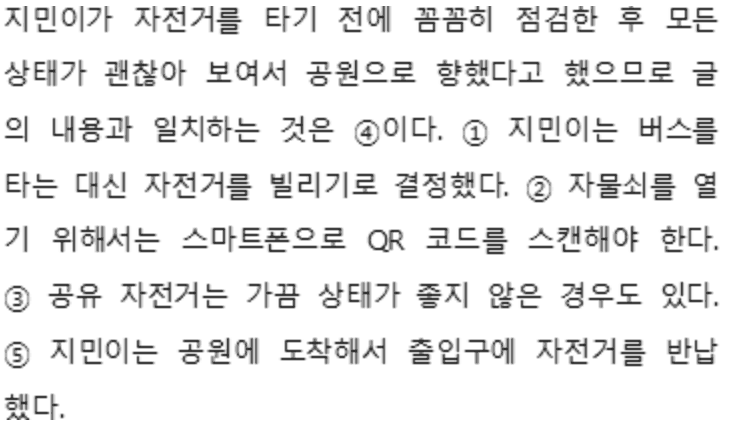 지민이가 자전거를 타기 전에 꼼꼼히 점검한 후 모든
상태가 괜찮아 보여서 공원으로 향했다고 했으므로 글
의 내용과 일치하는 것은 ④이다. ① 지민이는 버스를
타는 대신 자전거를 빌리기로 결정했다. ② 자물쇠를 열
기 위해서는 스마트폰으로 QR 코드를 스캔해야 한다.
③ 공유 자전거는 가끔 상태가 좋지 않은 경우도 있다.
⑤ 지민이는 공원에 도착해서 출입구에 자전거를 반납
했다.